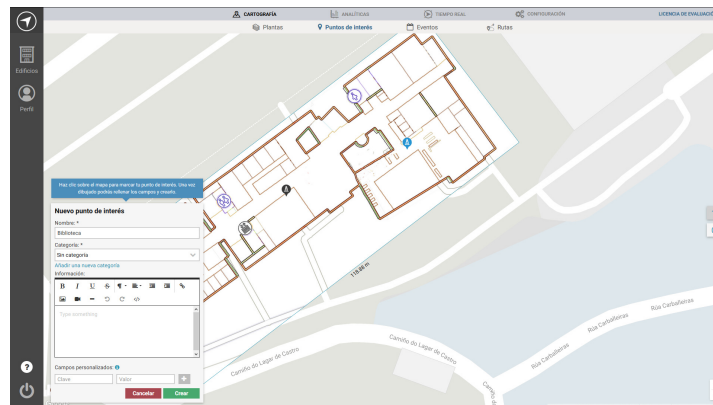 CARTOGRAFÍA
ANALÍTICAS
TIEMPO REAL
CONFIGURACIÓN
LICENCIA DE EVALUACIÓ
Plantas
Puntos de interés
Eventos
Rutas
Edificios
Perfil
Haz clic sobre el mapa para marcar tu punto de interés. Una vez
dibujado podrás rellenar los campos y crearlo.
Nuevo punto de interés
Nombre: *
Biblioteca
Categoría: *
Sin categoría
Añadir una nueva categoría
Información:
B I U S
Type something
Campos personalizados:
Clave
Valor
+
Cancelar
Crear
?
118.86 m
Camiño do Lagar de Castro
Camiño do Lagar de Castro
Camiño do
Rúa Carballeiras
Rúa Carballeiras